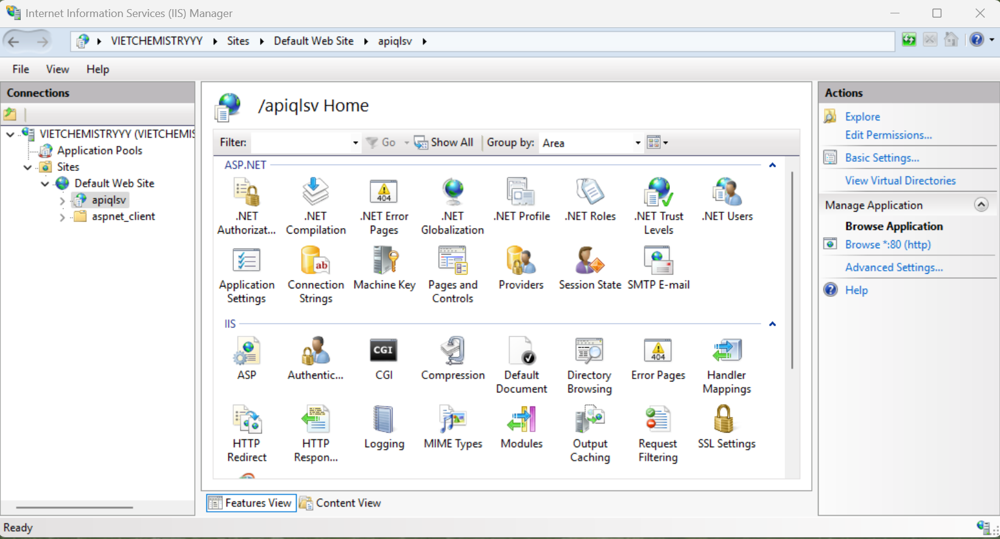 Internet Information Services (IIS) Manager
VIETCHEMISTRYYY Sites Default Web Site apiqlsv
File View Help
Connections
VIETCHEMISTRYYY (VIETCHEMIS
Application Pools
Sites
Default Web Site
apiqlsv
aspnet_client
/apiqlsv Home
Filter: Go Show All Group by: Area
ASP.NET
.NET Authorizat...
.NET Compilation
404
.NET Error Pages
.NET Globalization
.NET Profile
.NET Roles
.NET Trust Levels
.NET Users
Application Settings
ab
Connection Strings
Machine Key
Pages and Controls
Providers
Session State
SMTP E-mail
IIS
ASP
Authentic...
CGI
CGI
Compression
Default Document
Directory Browsing
404
Error Pages
Handler Mappings
HTTP Redirect
HTTP Respon...
Logging
MIME Types
Modules
Output Caching
Request Filtering
SSL Settings
Features View Content View
Actions
Explore
Edit Permissions...
Basic Settings...
View Virtual Directories
Manage Application
Browse Application
Browse *:80 (http)
Advanced Settings...
Help
Ready